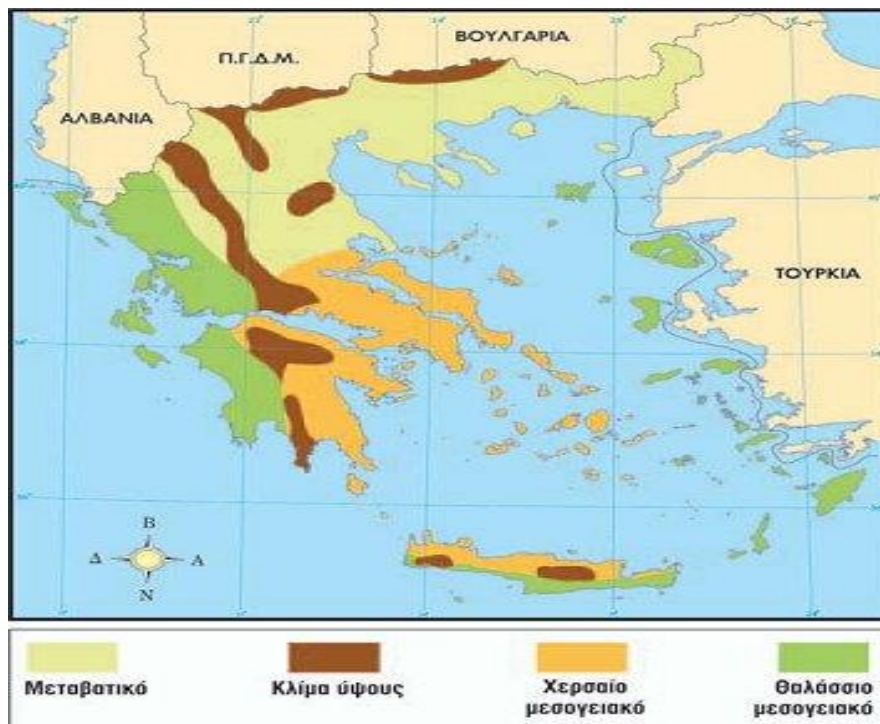 ΒΟΥΛΓΑΡΙΑ
Π.Γ.Δ.Μ.
ΑΛΒΑΝΙΑ
ΤΟΥΡΚΙΑ
Β
Δ Α
Ν
Μεταβατικό
Κλίμα ύψους
Χερσαίο
μεσογειακό
Θαλάσσιο
μεσογειακό